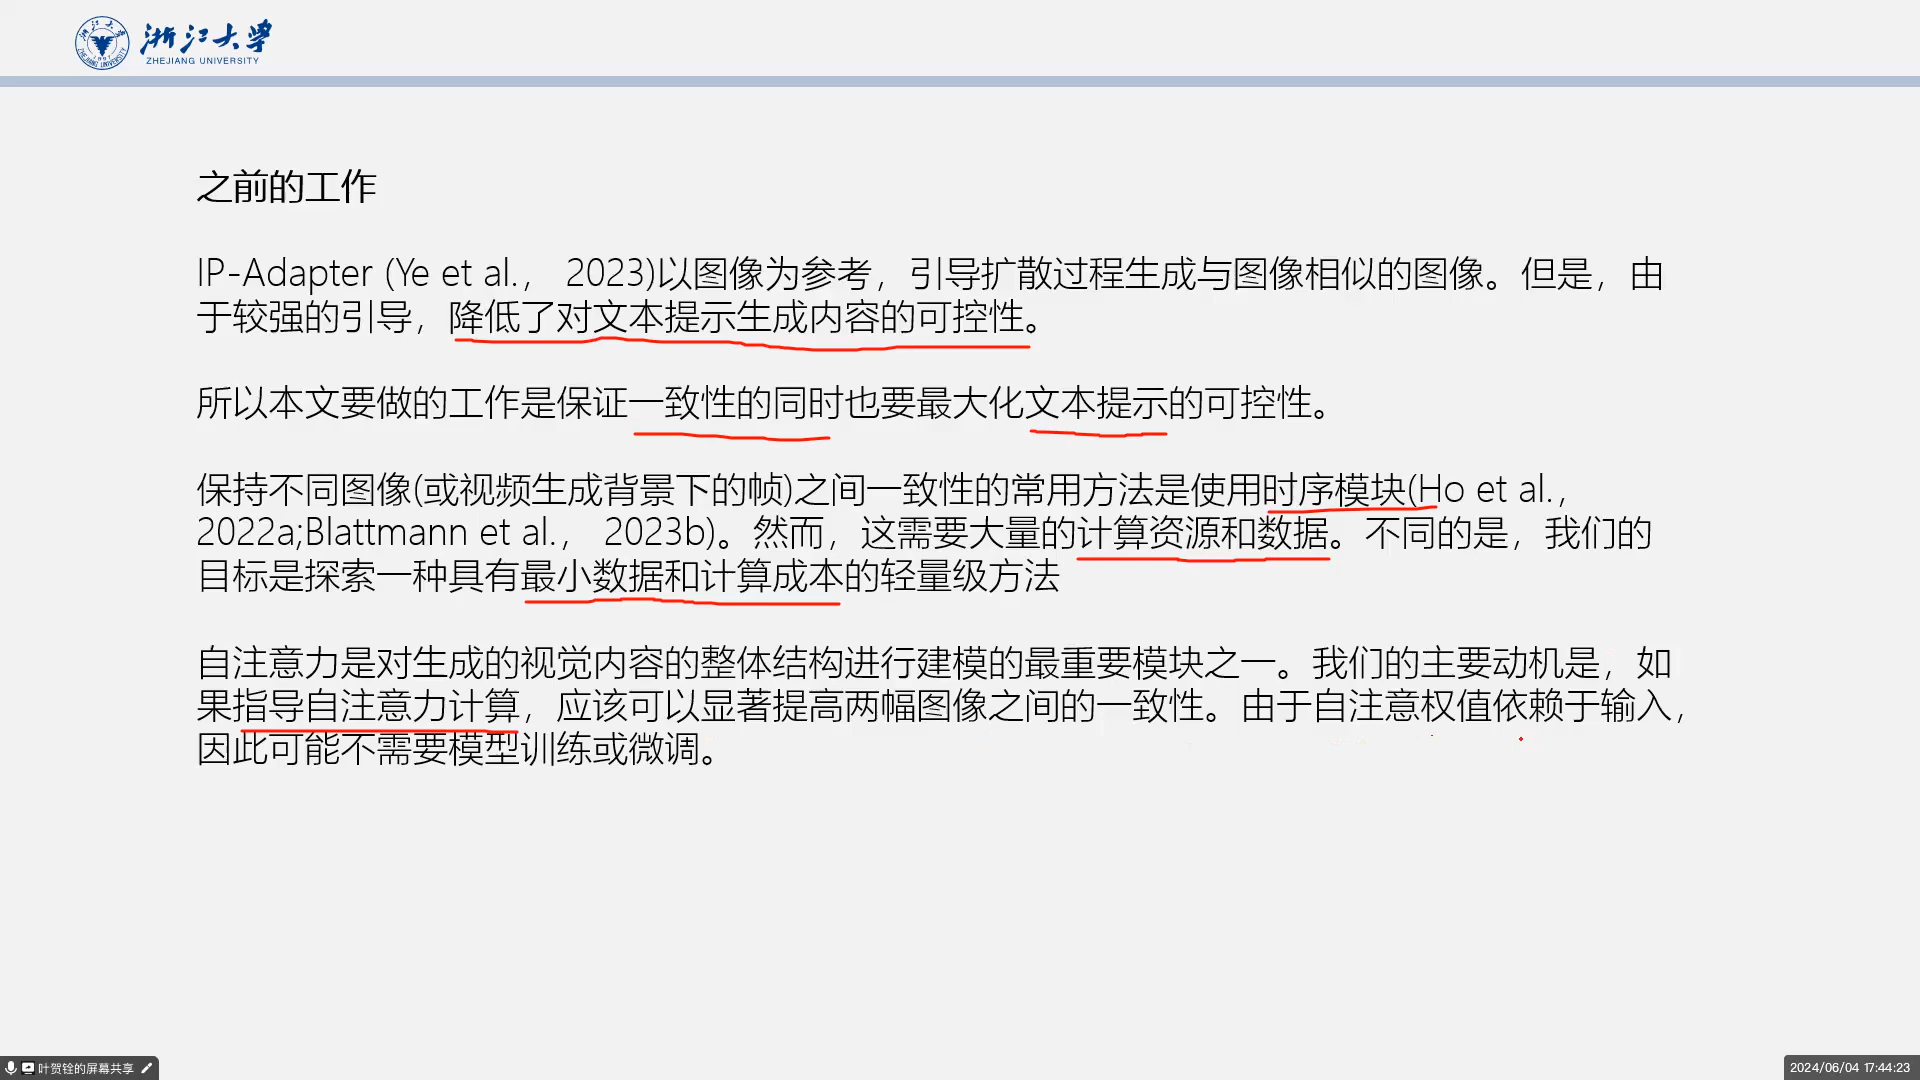 浙江大学
ZHEJIANG UNIVERSITY
之前的工作
IP-Adapter (Ye et al.， 2023)以图像为参考，引导扩散过程生成与图像相似的图像。但是，由
于较强的引导，降低了对文本提示生成内容的可控性。
所以本文要做的工作是保证一致性的同时也要最大化文本提示的可控性。
保持不同图像(或视频生成背景下的帧)之间一致性的常用方法是使用时序模块(Ho et al.，
2022a;Blattmann et al.， 2023b)。然而，这需要大量的计算资源和数据。不同的是，我们的
目标是探索一种具有最小数据和计算成本的轻量级方法
自注意力是对生成的视觉内容的整体结构进行建模的最重要模块之一。我们的主要动机是，如
果指导自注意力计算，应该可以显著提高两幅图像之间的一致性。由于自注意权值依赖于输入，
因此可能不需要模型训练或微调。
叶贺铨的屏幕共享
2024/06/04 17:44:23